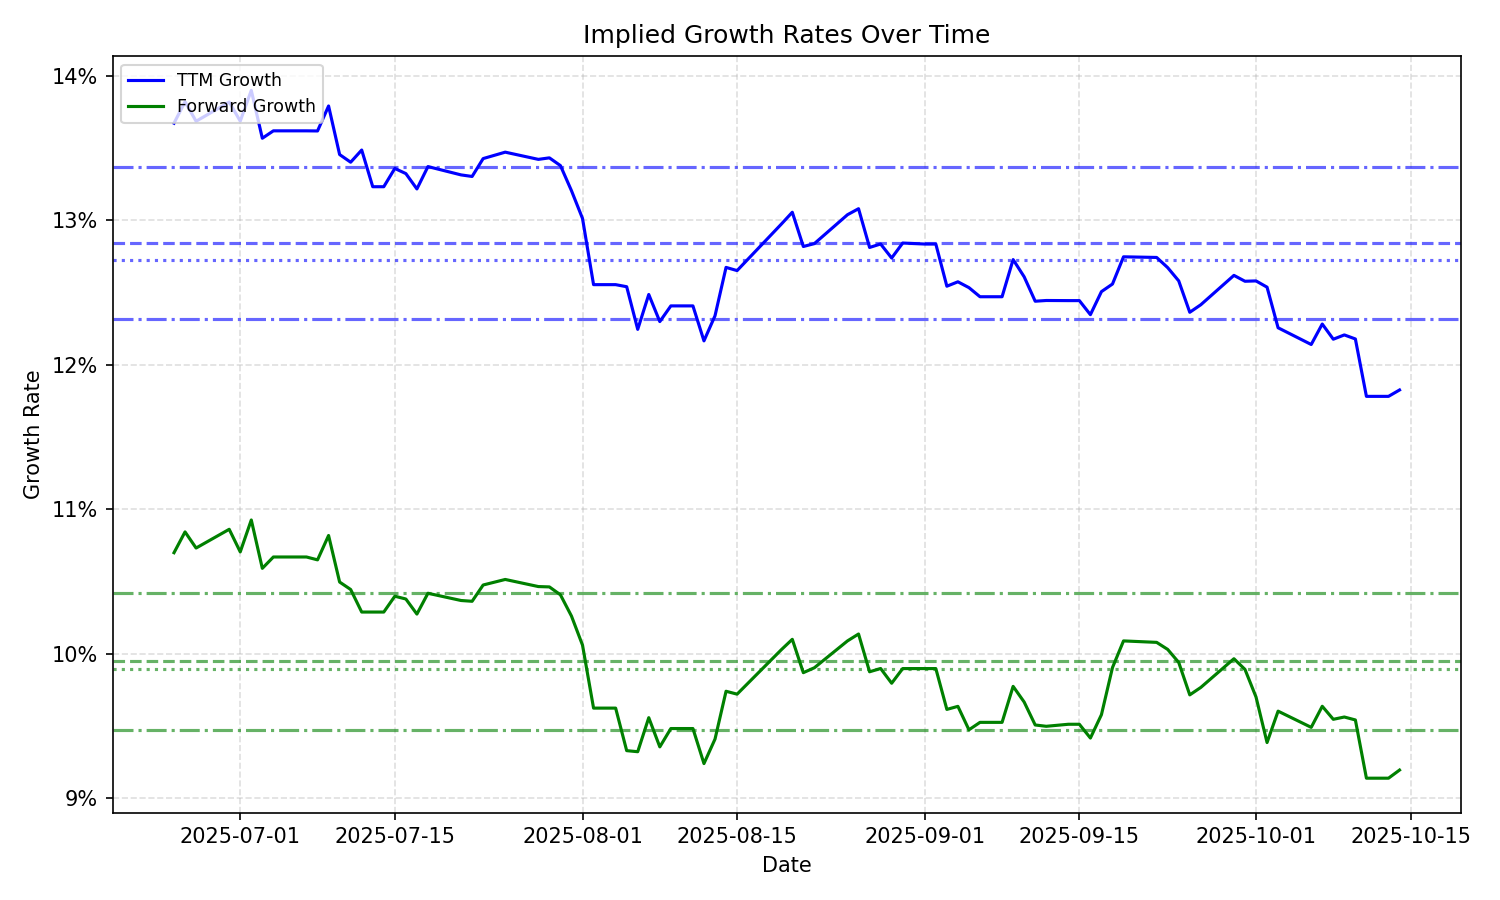 Implied Growth Rates Over Time
TTM Growth
Forward Growth
14%
13%
12%
11%
10%
9%
Growth Rate
2025-07-01 2025-07-15 2025-08-01 2025-08-15 2025-09-01 2025-09-15 2025-10-01 2025-10-15
Date